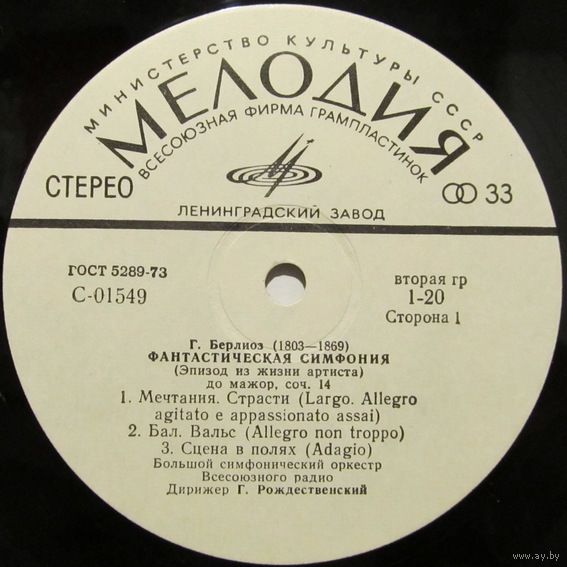 МИНИСТЕРСТВО КУЛЬТУРЫ СССР
МЕЛОДИЯ
ВСЕСОЮЗНАЯ ФИРМА ГРАМПЛАСТИНОК
СТЕРЕО
33
ЛЕНИНГРАДСКИЙ ЗАВОД
ГОСТ 5289-73
С-01549
вторая гр
1-20
Сторона 1
Г. Берлиоз (1803—1869)
ФАНТАСТИЧЕСКАЯ СИМФОНИЯ
(Эпизод из жизни артиста)
до мажор, соч. 14
1. Мечтания. Страсти (Largo. Allegro
agitato e appassionato assai)
2. Бал. Вальс (Allegro non troppo)
3. Сцена в полях (Adagio)
Большой симфонический оркестр
Всесоюзного радио
Дирижер Г. Рождественский
www.ay.by